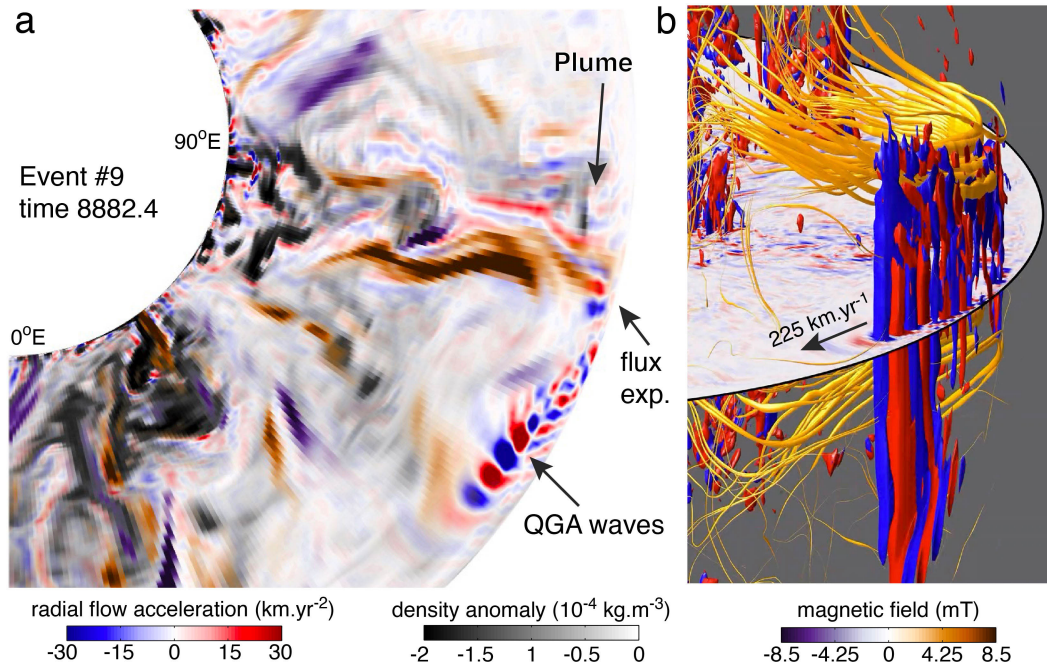 a
b
Plume
90°E
Event #9
time 8882.4
225 km.yr-1
0°E
flux
exp.
QGA waves
radial flow acceleration (km.yr-2)
-30 -15 0 15 30
density anomaly (10-4 kg.m-3)
-2 -1.5 1 -0.5 0
magnetic field (mT)
-8.5 -4.25 0 4.25 8.5